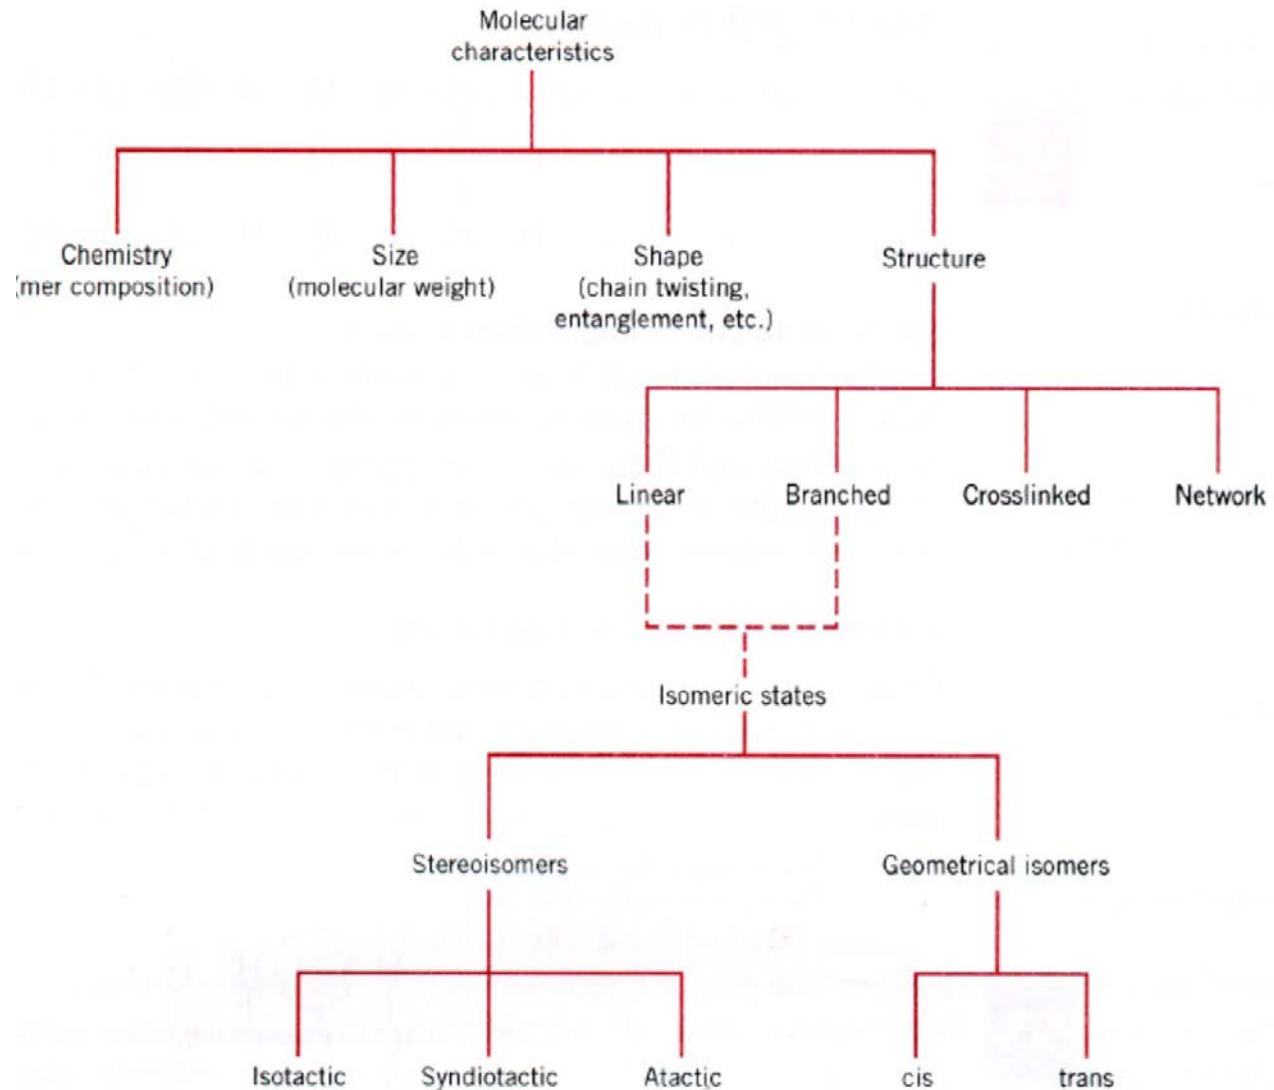 Molecular
characteristics
Chemistry
(mer composition)
Size
(molecular weight)
Shape
(chain twisting,
entanglement, etc.)
Structure
Linear
Branched
Crosslinked
Network
Isomeric states
Stereoisomers
Geometrical isomers
Isotactic
Syndiotactic
Atactic
cis
trans